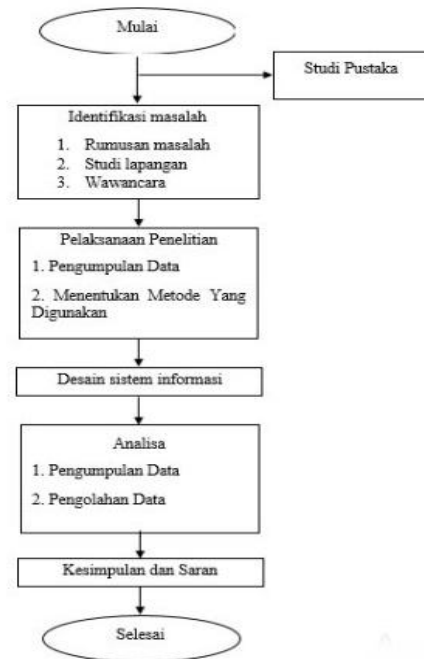 Mulai
Studi Pustaka
Identifikasi masalah
1. Rumusan masalah
2. Studi lapangan
3. Wawancara
Pelaksanaan Penelitian
1. Pengumpulan Data
2. Menentukan Metode Yang
Digunakan
Desain sistem informasi
Analisa
1. Pengumpulan Data
2. Pengolahan Data
Kesimpulan dan Saran
Selesai